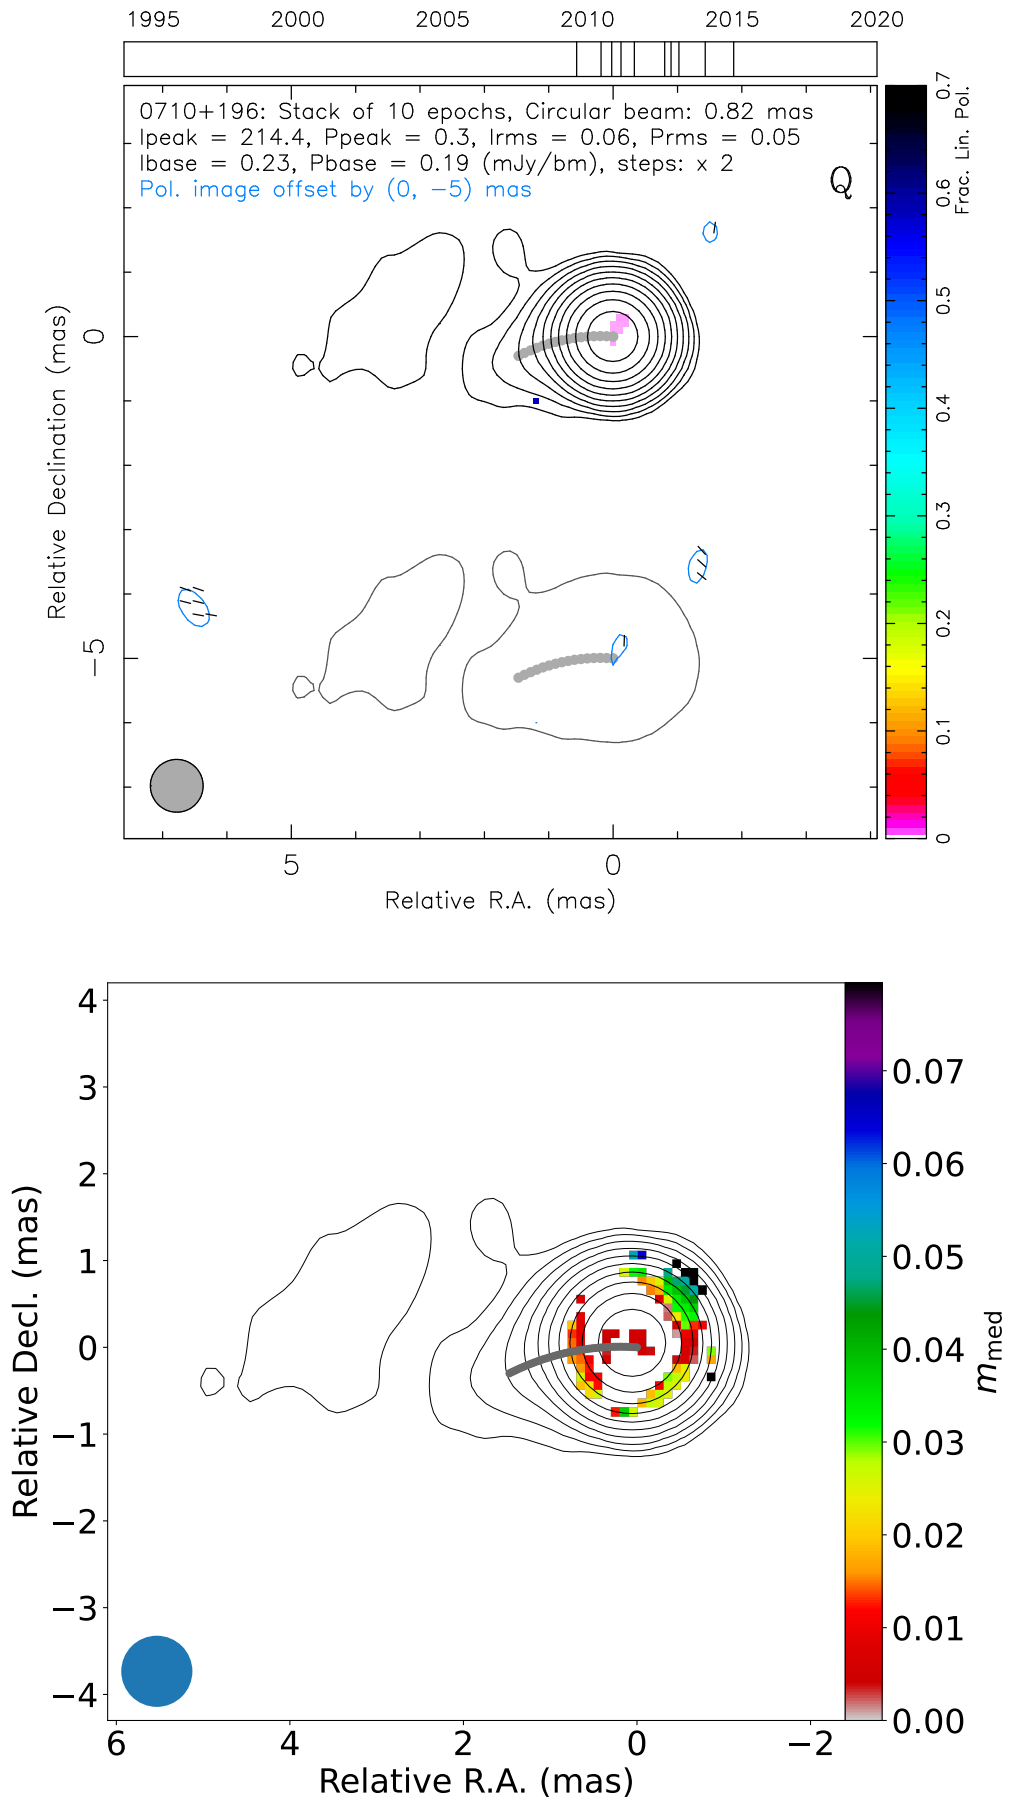 1995 2000 2005 2010 2015 2020
0710+196: Stack of 10 epochs, Circular beam: 0.82 mas
Ipeak = 214.4, Ppeak = 0.3, Irms = 0.06, Prms = 0.05
Ibase = 0.23, Pbase = 0.19 (mJy/bm), steps: x 2
Pol. image offset by (0, −5) mas
Q
Relative Declination (mas)
0
−5
5 0
Relative R.A. (mas)
0 0.1 0.2 0.3 0.4 0.5 0.6 0.7
Frac. Lin. Pol.
4
3
2
1
0
−1
−2
−3
−4
Relative Decl. (mas)
6 4 2 0 −2
Relative R.A. (mas)
0.07
0.06
0.05
0.04
0.03
0.02
0.01
0.00
m_med